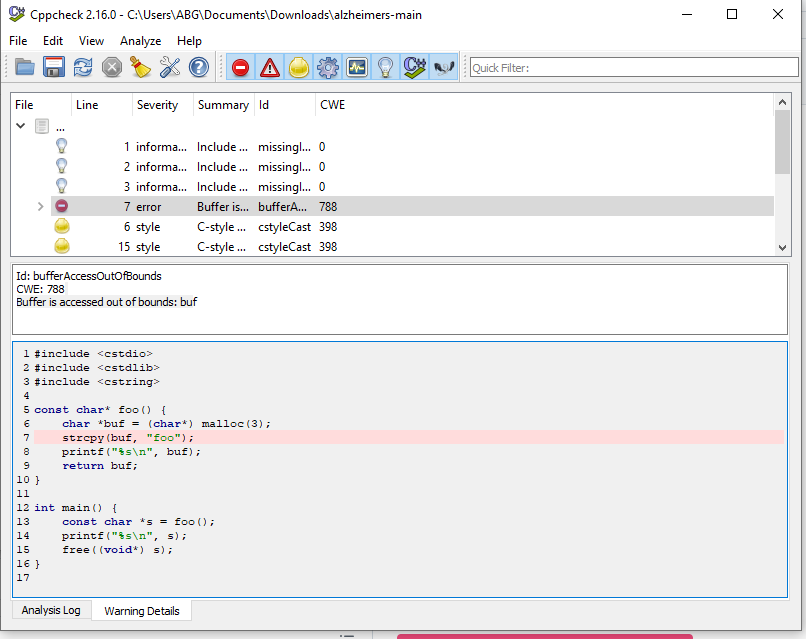 Cppcheck 2.16.0 - C:\Users\ABG\Documents\Downloads\alzheimers-main
File Edit View Analyze Help
Quick Filter:
File Line Severity Summary Id CWE
...
1 informa... Include ... missingl... 0
2 informa... Include ... missingl... 0
3 informa... Include ... missingl... 0
7 error Buffer is... bufferA... 788
6 style C-style ... cstyleCast 398
15 style C-style ... cstyleCast 398
Id: bufferAccessOutOfBounds
CWE: 788
Buffer is accessed out of bounds: buf
1 #include <cstdio>
2 #include <cstdlib>
3 #include <cstring>
4
5 const char* foo() {
6     char *buf = (char*) malloc(3);
7     strcpy(buf, "foo");
8     printf("%s\n", buf);
9     return buf;
10 }
11
12 int main() {
13     const char *s = foo();
14     printf("%s\n", s);
15     free((void*) s);
16 }
17
Analysis Log Warning Details